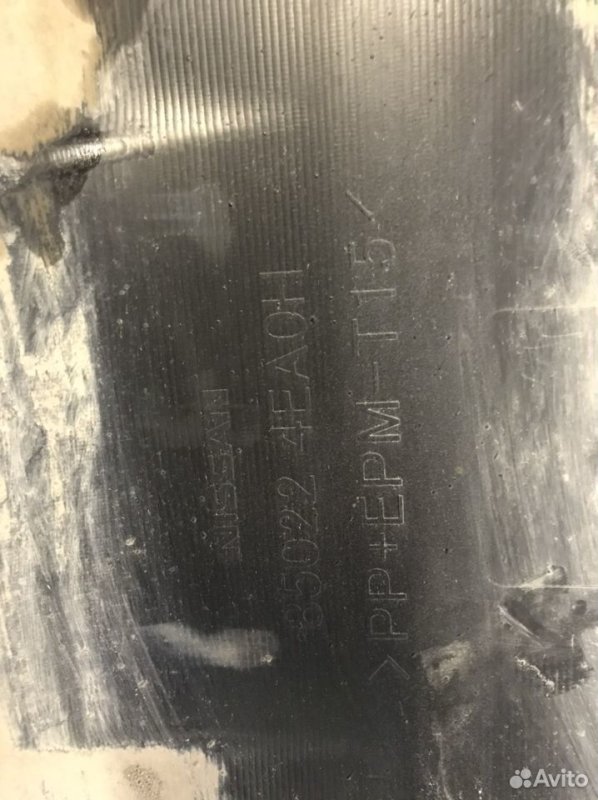 NISSAN
85022 4EA0H
>PP+EPM-T15/
Avito